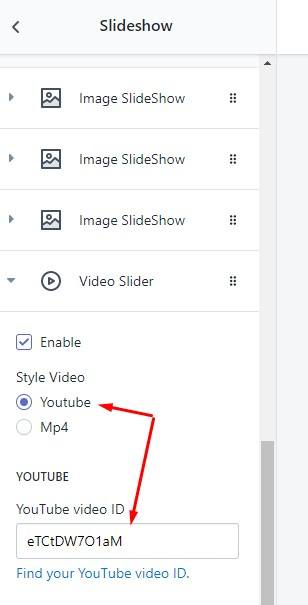 Slideshow
Image SlideShow
Image SlideShow
Image SlideShow
Video Slider
Enable
Style Video
Youtube
Mp4
YOUTUBE
YouTube video ID
eTCtDW7O1aM
Find your YouTube video ID.